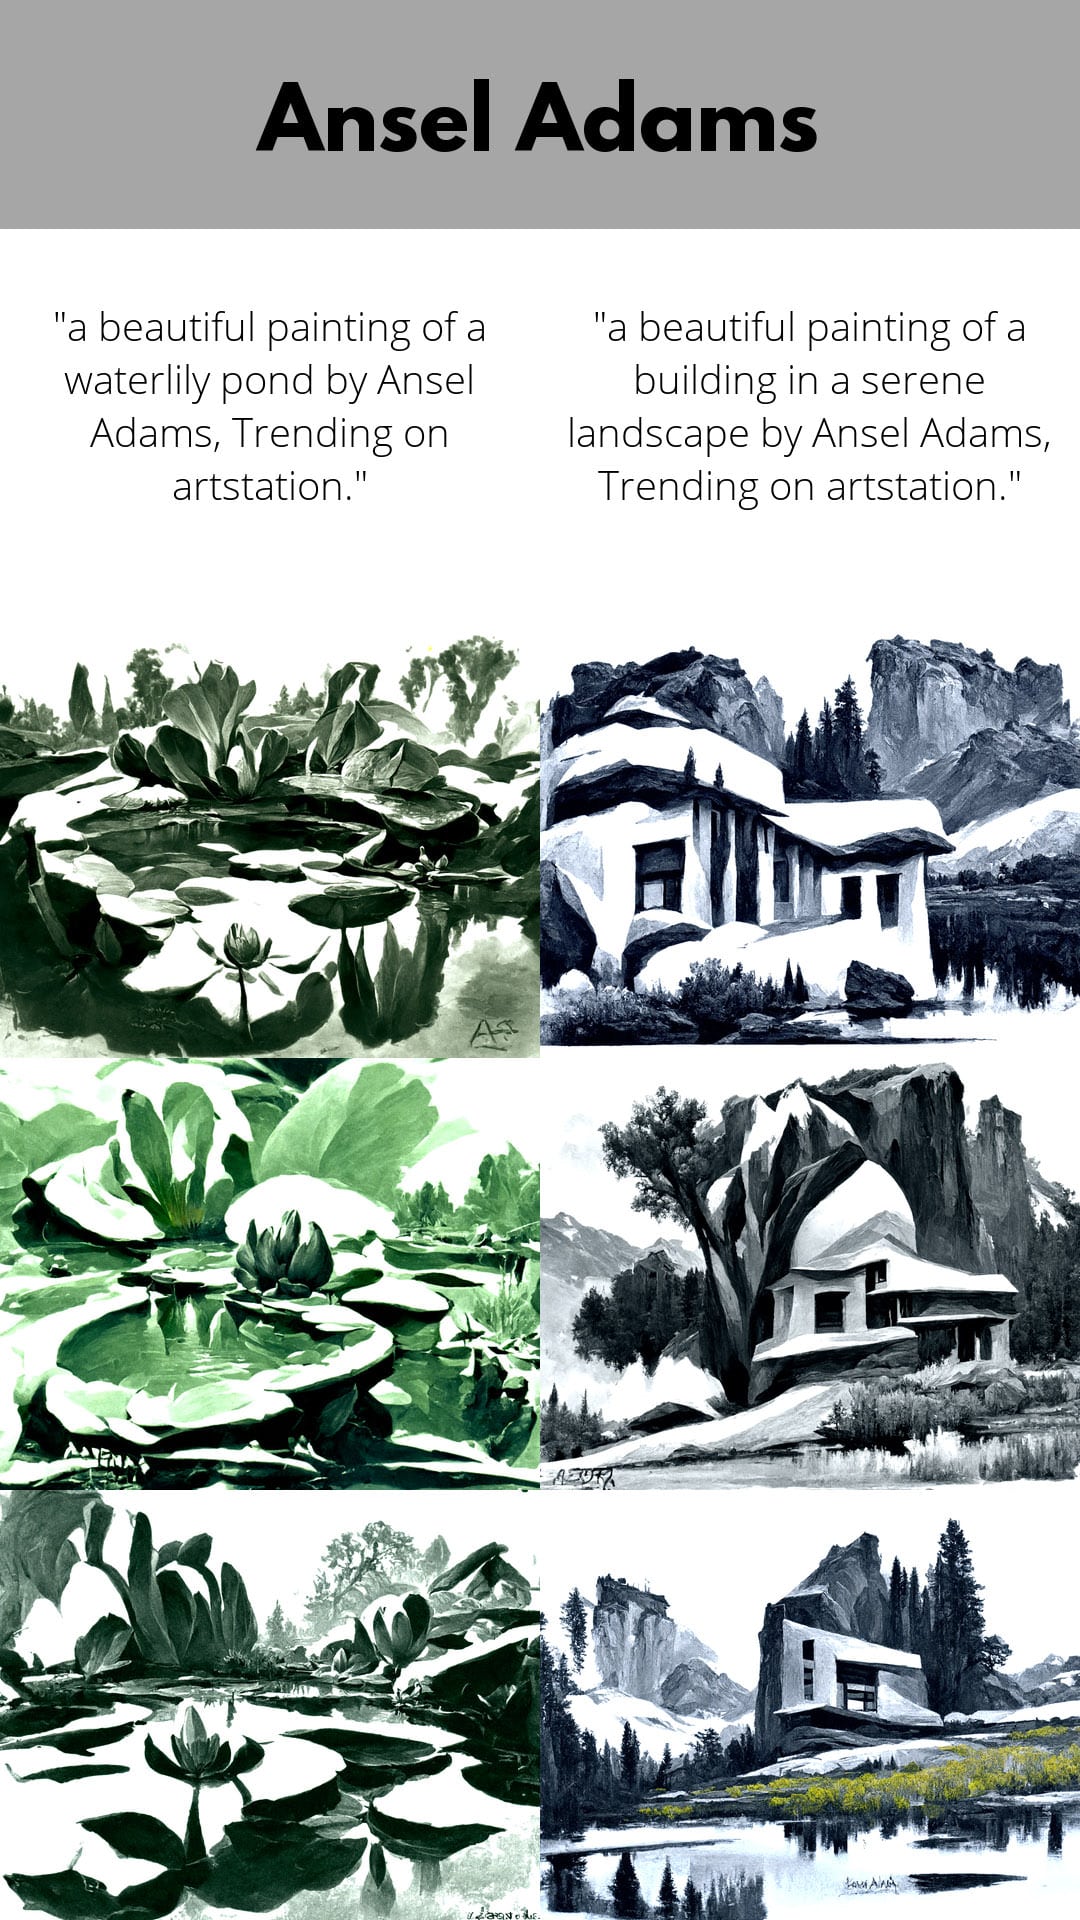 Ansel Adams
"a beautiful painting of a
waterlily pond by Ansel
Adams, Trending on
artstation."
"a beautiful painting of a
building in a serene
landscape by Ansel Adams,
Trending on artstation."